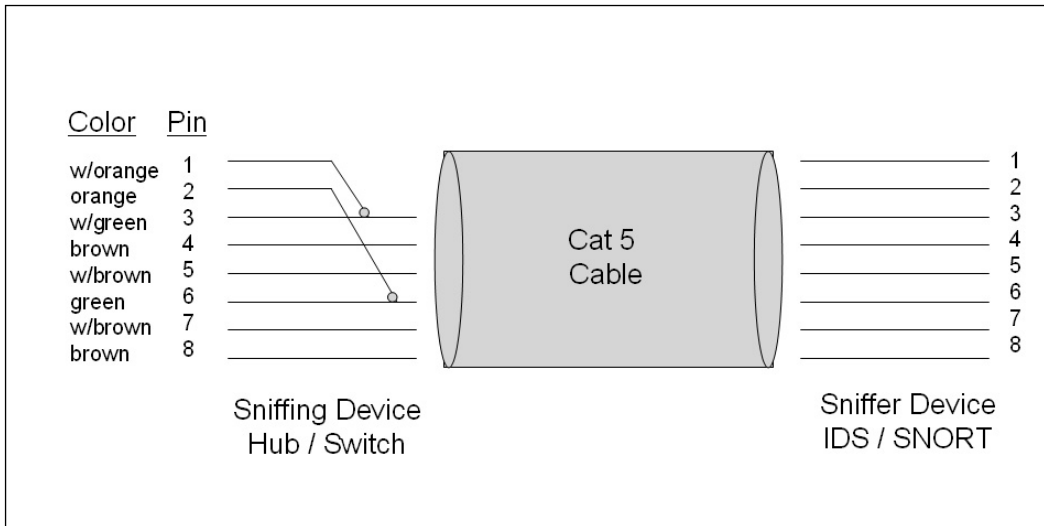 Color Pin
w/orange 1
orange 2
w/green 3
brown 4
w/brown 5
green 6
w/brown 7
brown 8
Sniffing Device
Hub / Switch
Cat 5
Cable
1
2
3
4
5
6
7
8
Sniffer Device
IDS / SNORT